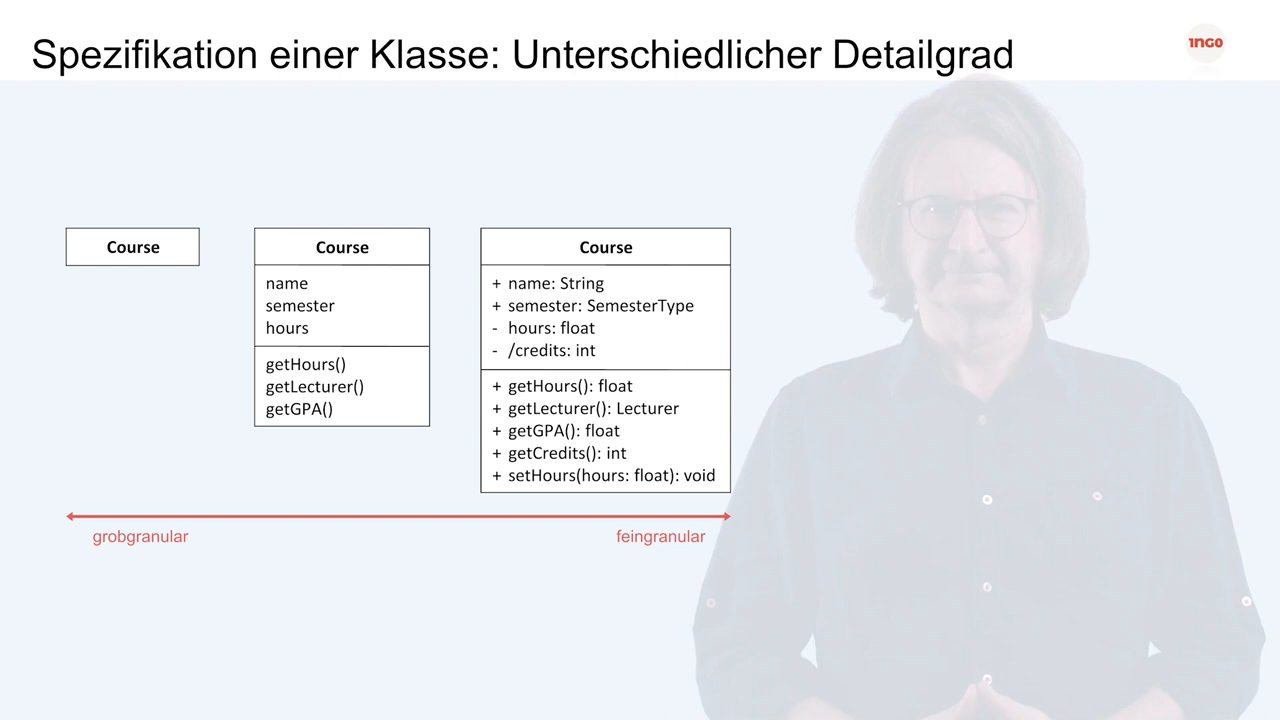 Spezifikation einer Klasse: Unterschiedlicher Detailgrad
1NG0
Course
Course
name
semester
hours
getHours()
getLecturer()
getGPA()
Course
+ name: String
+ semester: SemesterType
- hours: float
- /credits: int
+ getHours(): float
+ getLecturer(): Lecturer
+ getGPA(): float
+ getCredits(): int
+ setHours(hours: float): void
grobgranular
feingranular